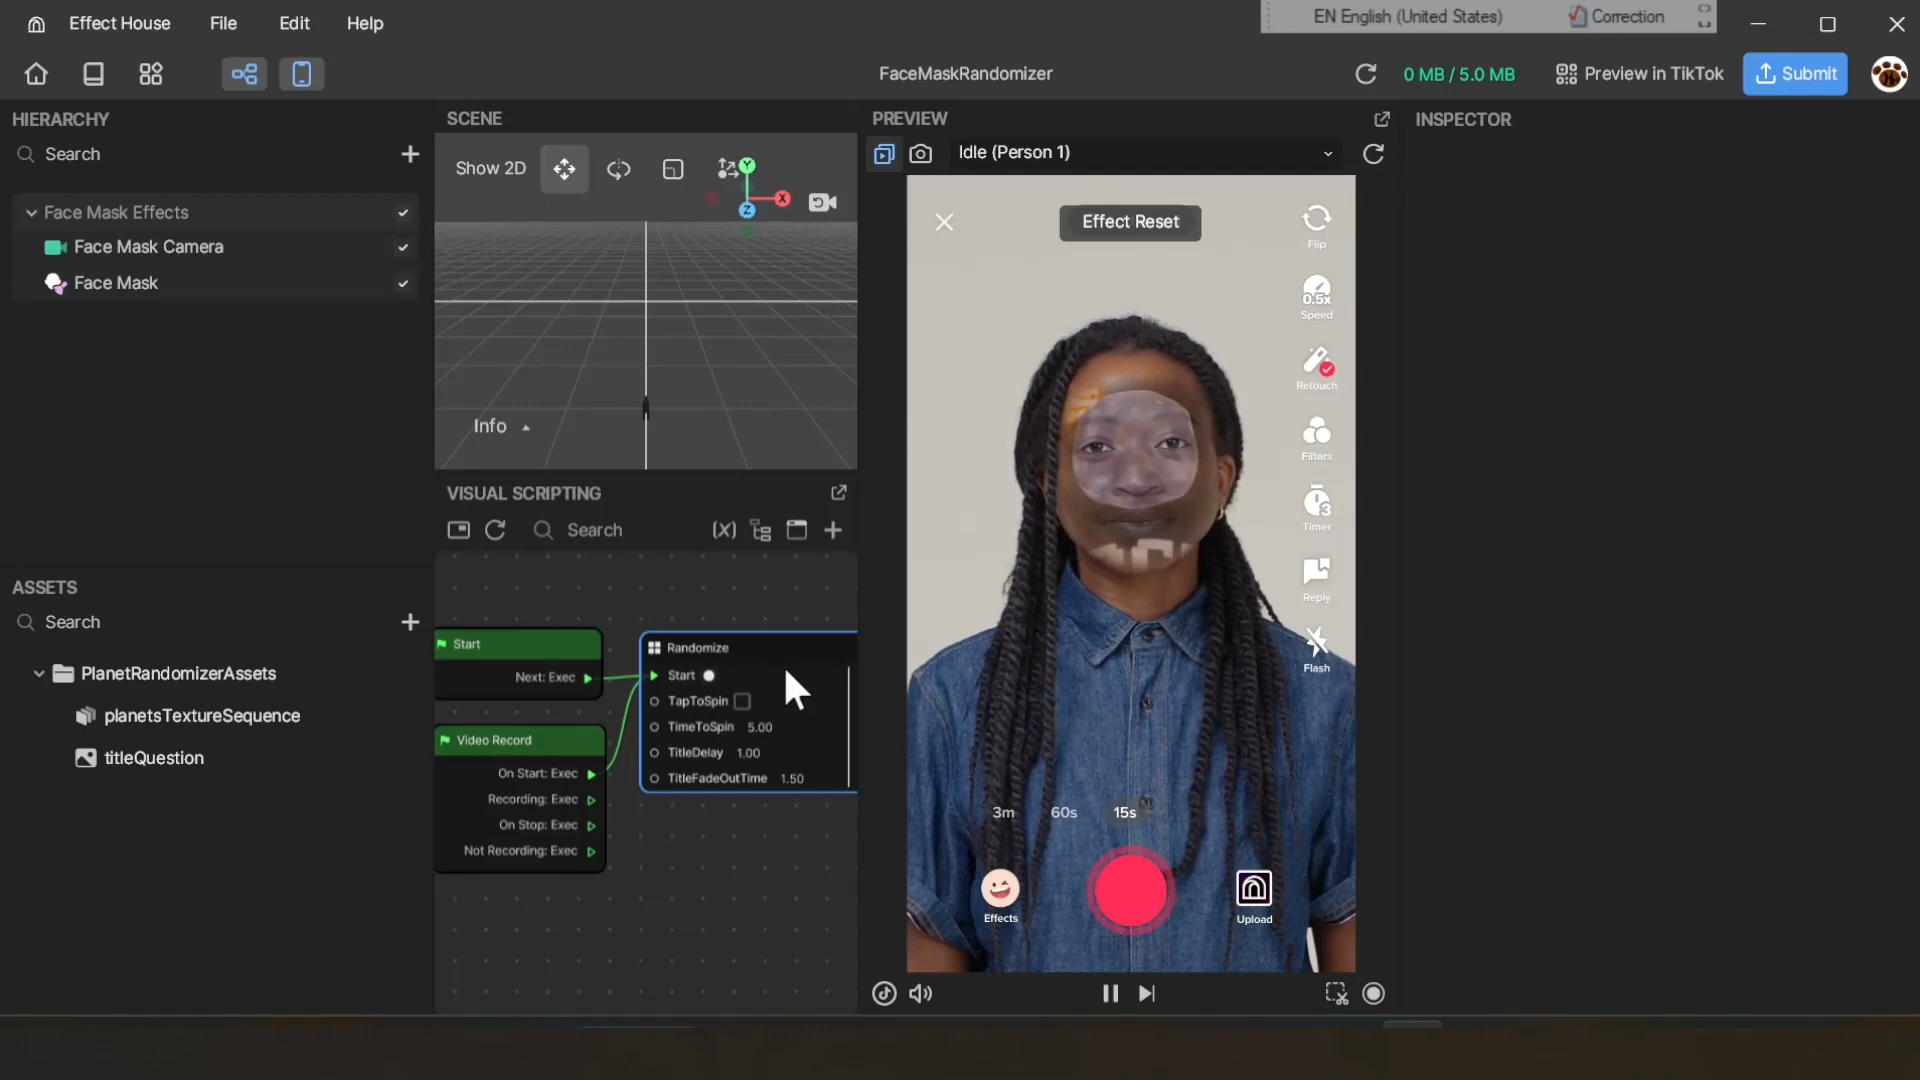 Effect House File Edit Help
EN English (United States) Correction
FaceMaskRandomizer
0 MB / 5.0 MB
Preview in TikTok
Submit
HIERARCHY
Search
Face Mask Effects
Face Mask Camera
Face Mask
SCENE
Show 2D
Y
X
Z
Info
VISUAL SCRIPTING
(X)
Search
Start
Next: Exec
Video Record
On Start: Exec
Recording: Exec
On Stop: Exec
Not Recording: Exec
Randomize
Start
TapToSpin
TimeToSpin 5.00
TitleDelay 1.00
TitleFadeOutTime 1.50
ASSETS
Search
PlanetRandomizerAssets
planetsTextureSequence
titleQuestion
PREVIEW
Idle (Person 1)
Effect Reset
Flip
0.5x
Speed
Retouch
Filters
3
Timer
Reply
Flash
3m 60s 15s
Effects
Upload
INSPECTOR